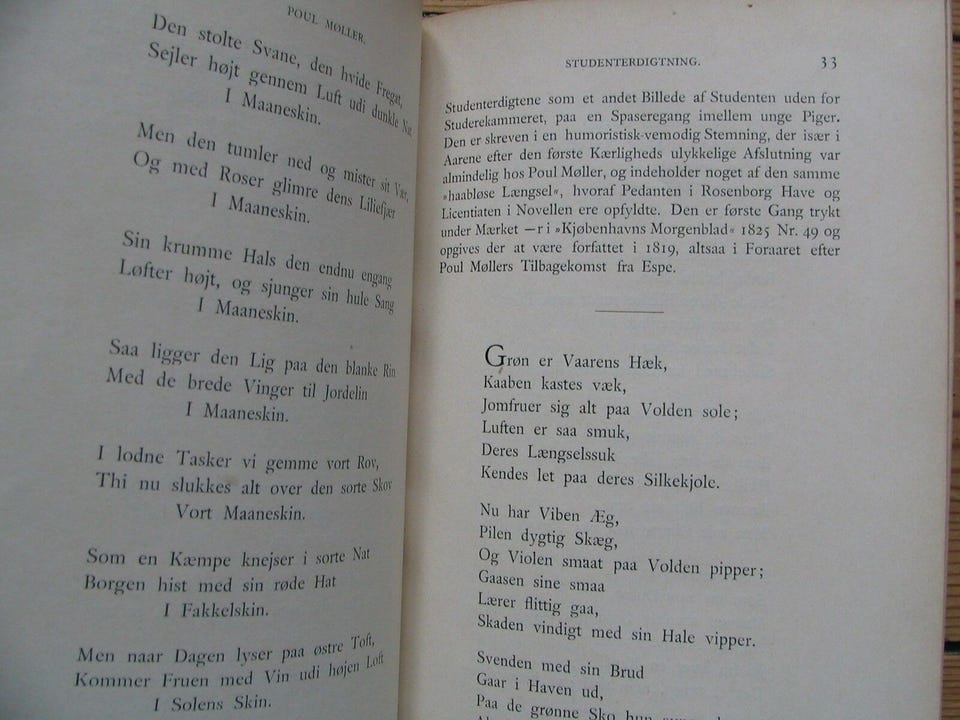 POUL MØLLER.
Den stolte Svane, den hvide Fregat,
Sejler højt gennem Luft udi dunkle Nat
I Maaneskin.
Men den tumler ned og mister sit Vær,
Og med Roser glimre dens Liliefjær
I Maaneskin.
Sin krumme Hals den endnu engang
Løfter højt, og sjunger sin hule Sang
I Maaneskin.
Saa ligger den Lig paa den blanke Rin
Med de brede Vinger til Jordelin
I Maaneskin.
I lodne Tasker vi gemme vort Rov,
Thi nu slukkes alt over den sorte Skov
Vort Maaneskin.
Som en Kæmpe knejser i sorte Nat
Borgen hist med sin røde Hat
I Fakkelskin.
Men naar Dagen lyser paa østre Toft,
Kommer Fruen med Vin udi højen Loft
I Solens Skin.
STUDENTERDIGTNING. 33
Studenterdigtene som et andet Billede af Studenten uden for
Studerekammeret, paa en Spaseregang imellem unge Piger.
Den er skreven i en humoristisk-vemodig Stemning, der især i
Aarene efter den første Kærligheds ulykkelige Afslutning var
almindelig hos Poul Møller, og indeholder noget af den samme
»haabløse Længsel«, hvoraf Pedanten i Rosenborg Have og
Licentiaten i Novellen ere opfyldte. Den er første Gang trykt
under Mærket —r i »Kjøbenhavns Morgenblad« 1825 Nr. 49 og
opgives der at være forfattet i 1819, altsaa i Foraaret efter
Poul Møllers Tilbagekomst fra Espe.
Grøn er Vaarens Hæk,
Kaaben kastes væk,
Jomfruer sig alt paa Volden sole;
Luften er saa smuk,
Deres Længselssuk
Kendes let paa deres Silkekjole.
Nu har Viben Æg,
Pilen dygtig Skæg,
Og Violen smaat paa Volden pipper;
Gaasen sine smaa
Lærer flittig gaa,
Skaden vindigt med sin Hale vipper.
Svenden med sin Brud
Gaar i Haven ud,
Paa de grønne Sko hun